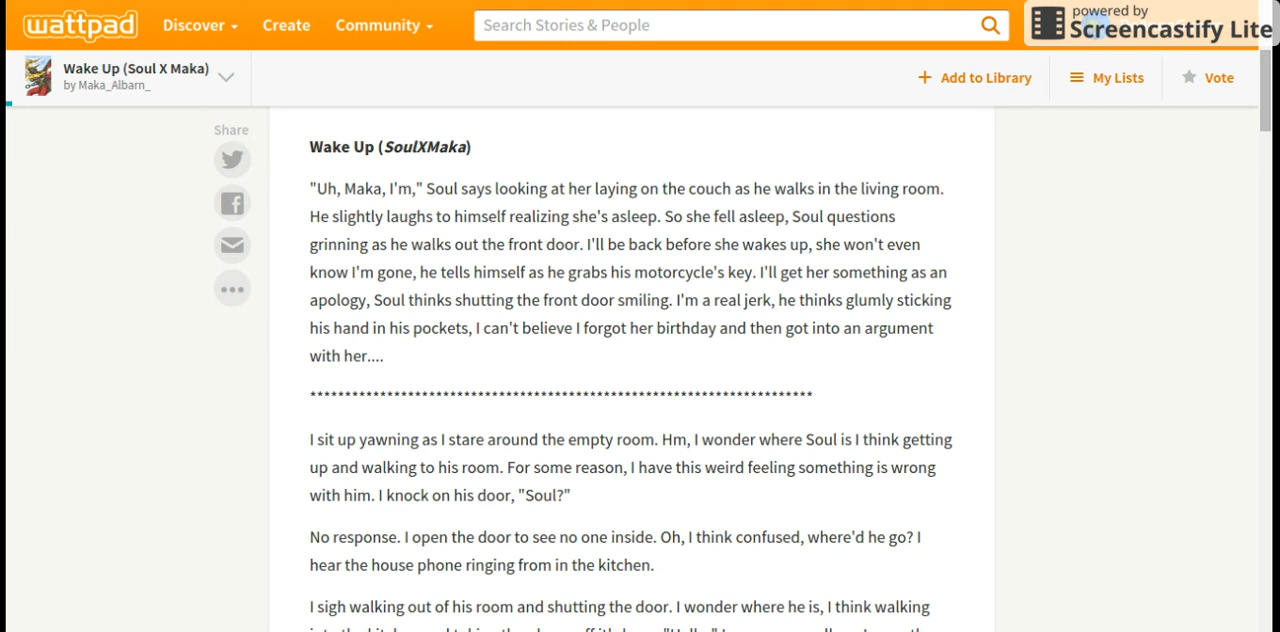 wattpad Discover Create Community Search Stories & People
powered by
Screencastify Lite
Wake Up (Soul X Maka)
by Maka_Albarn_
+ Add to Library My Lists Vote
Share
Wake Up (SoulXMaka)
"Uh, Maka, I'm," Soul says looking at her laying on the couch as he walks in the living room.
He slightly laughs to himself realizing she's asleep. So she fell asleep, Soul questions
grinning as he walks out the front door. I'll be back before she wakes up, she won't even
know I'm gone, he tells himself as he grabs his motorcycle's key. I'll get her something as an
apology, Soul thinks shutting the front door smiling. I'm a real jerk, he thinks glumly sticking
his hand in his pockets, I can't believe I forgot her birthday and then got into an argument
with her....
************************************************************************
I sit up yawning as I stare around the empty room. Hm, I wonder where Soul is I think getting
up and walking to his room. For some reason, I have this weird feeling something is wrong
with him. I knock on his door, "Soul?"
No response. I open the door to see no one inside. Oh, I think confused, where'd he go? I
hear the house phone ringing from in the kitchen.
I sigh walking out of his room and shutting the door. I wonder where he is, I think walking